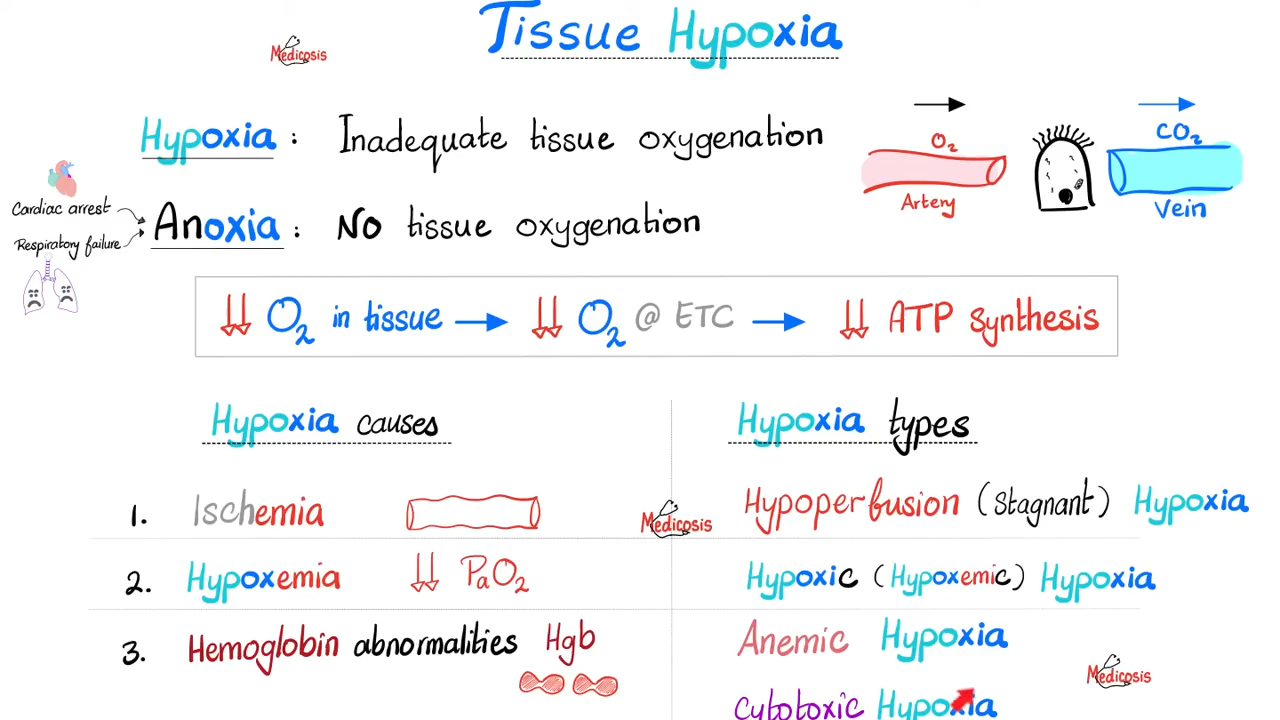 Tissue Hypoxia
Medicosis
Hypoxia : Inadequate tissue oxygenation
O2
Artery
CO2
Vein
Cardiac arrest
Respiratory failure
Anoxia : No tissue oxygenation
↓↓ O2 in tissue → ↓↓ O2 @ ETC → ↓↓ ATP synthesis
Hypoxia causes
1. Ischemia
2. Hypoxemia ↓↓ PaO2
3. Hemoglobin abnormalities Hgb
Medicosis
Hypoxia types
Hypoperfusion (Stagnant) Hypoxia
Hypoxic (Hypoxemic) Hypoxia
Anemic Hypoxia
Cytotoxic Hypoxia
Medicosis